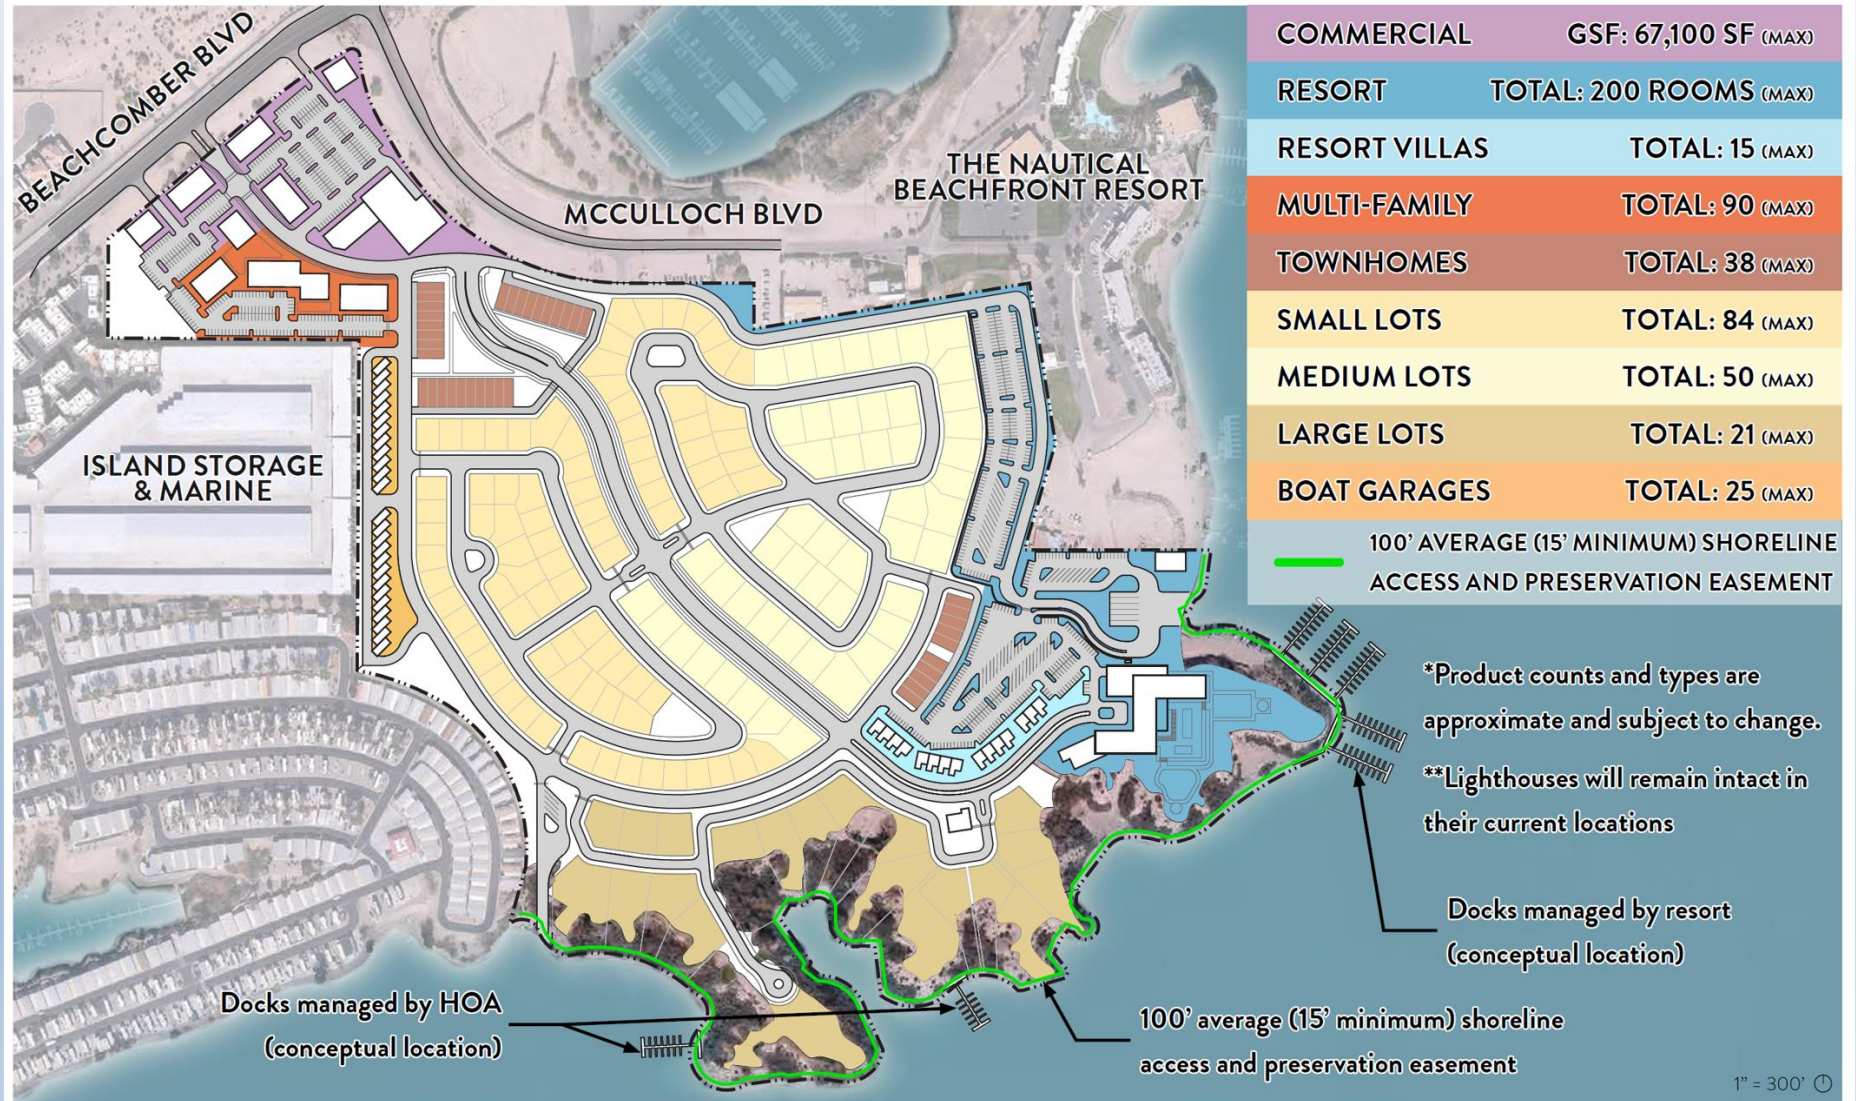 BEACHCOMBER BLVD
MCCULLOCH BLVD
THE NAUTICAL
BEACHFRONT RESORT
ISLAND STORAGE
& MARINE
COMMERCIAL GSF: 67,100 SF (MAX)
RESORT TOTAL: 200 ROOMS (MAX)
RESORT VILLAS TOTAL: 15 (MAX)
MULTI-FAMILY TOTAL: 90 (MAX)
TOWNHOMES TOTAL: 38 (MAX)
SMALL LOTS TOTAL: 84 (MAX)
MEDIUM LOTS TOTAL: 50 (MAX)
LARGE LOTS TOTAL: 21 (MAX)
BOAT GARAGES TOTAL: 25 (MAX)
100' AVERAGE (15' MINIMUM) SHORELINE
ACCESS AND PRESERVATION EASEMENT
*Product counts and types are
approximate and subject to change.
**Lighthouses will remain intact in
their current locations
Docks managed by resort
(conceptual location)
Docks managed by HOA
(conceptual location)
100' average (15' minimum) shoreline
access and preservation easement
1" = 300'